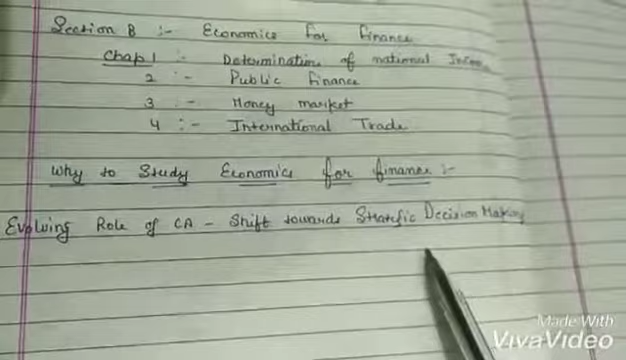 Section B :- Economics for finance
Chap 1 :- Determination of national Income
2 :- Public finance
3 :- Money market
4 :- International Trade
Why to Study Economics for finance :-
Evolving Role of CA - Shift towards Strategic Decision Making
Made With
VivaVideo